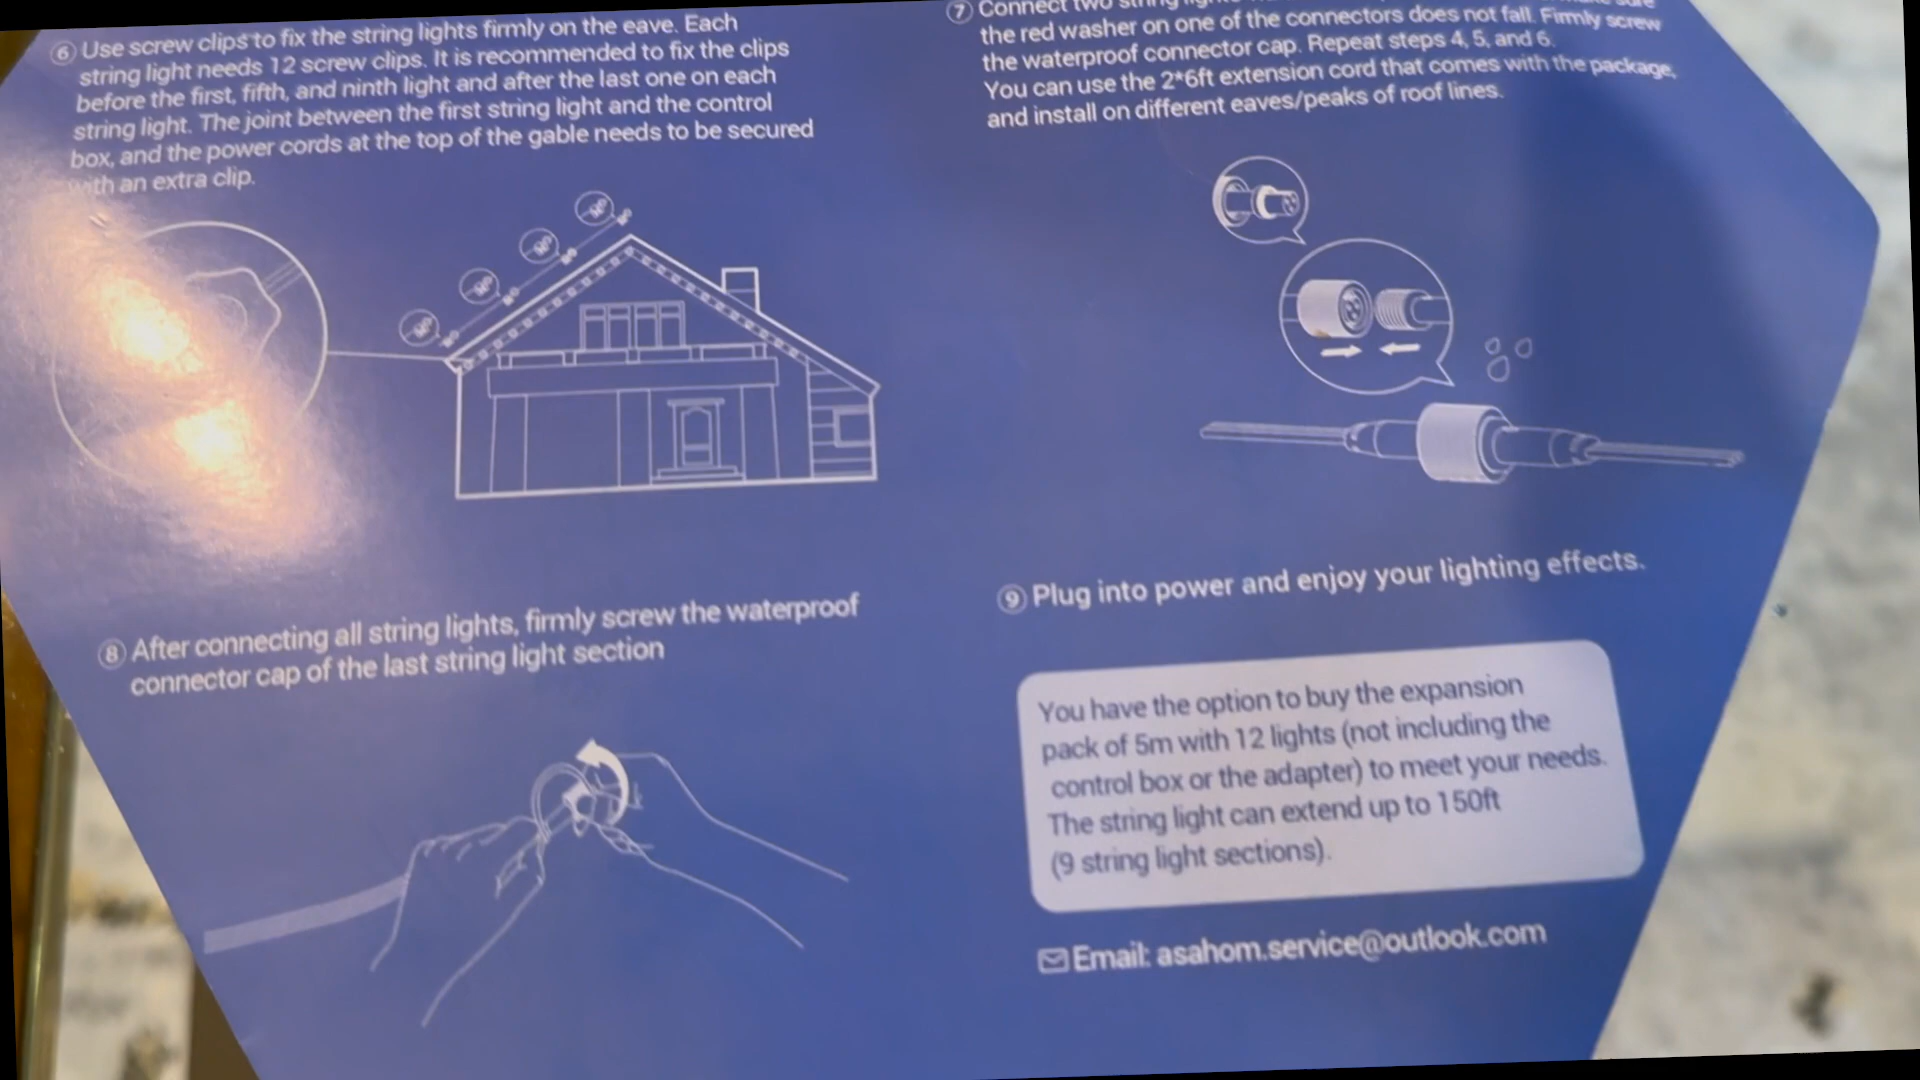 6 Use screw clips to fix the string lights firmly on the eave. Each
string light needs 12 screw clips. It is recommended to fix the clips
before the first, fifth, and ninth light and after the last one on each
string light. The joint between the first string light and the control
box, and the power cords at the top of the gable needs to be secured
with an extra clip.
7 Connect two string
the red washer on one of the connectors does not fall. Firmly screw
the waterproof connector cap. Repeat steps 4, 5, and 6.
You can use the 2*6ft extension cord that comes with the package,
and install on different eaves/peaks of roof lines.
8 After connecting all string lights, firmly screw the waterproof
connector cap of the last string light section
9 Plug into power and enjoy your lighting effects.
You have the option to buy the expansion
pack of 5m with 12 lights (not including the
control box or the adapter) to meet your needs.
The string light can extend up to 150ft
(9 string light sections).
Email: asahom.service@outlook.com